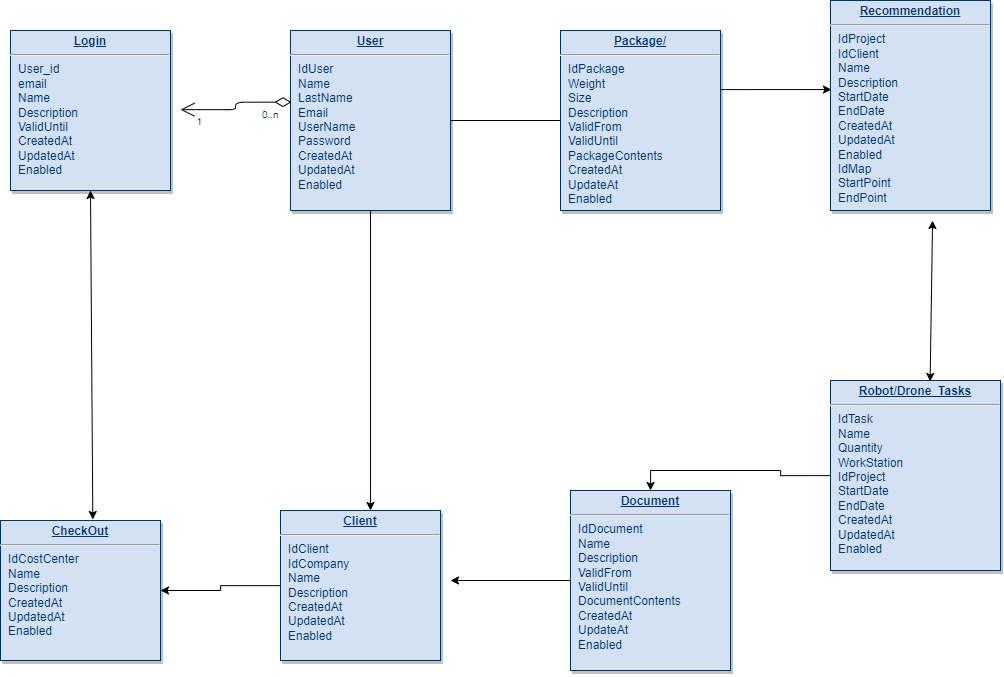 Login
User_id
email
Name
Description
ValidUntil
CreatedAt
UpdatedAt
Enabled
1
0..n
User
IdUser
Name
LastName
Email
UserName
Password
CreatedAt
UpdatedAt
Enabled
Package/
IdPackage
Weight
Size
Description
ValidFrom
ValidUntil
PackageContents
CreatedAt
UpdateAt
Enabled
Recommendation
IdProject
IdClient
Name
Description
StartDate
EndDate
CreatedAt
UpdatedAt
Enabled
IdMap
StartPoint
EndPoint
CheckOut
IdCostCenter
Name
Description
CreatedAt
UpdatedAt
Enabled
Client
IdClient
IdCompany
Name
Description
CreatedAt
UpdatedAt
Enabled
Document
IdDocument
Name
Description
ValidFrom
ValidUntil
DocumentContents
CreatedAt
UpdateAt
Enabled
Robot/Drone_Tasks
IdTask
Name
Quantity
WorkStation
IdProject
StartDate
EndDate
CreatedAt
UpdatedAt
Enabled